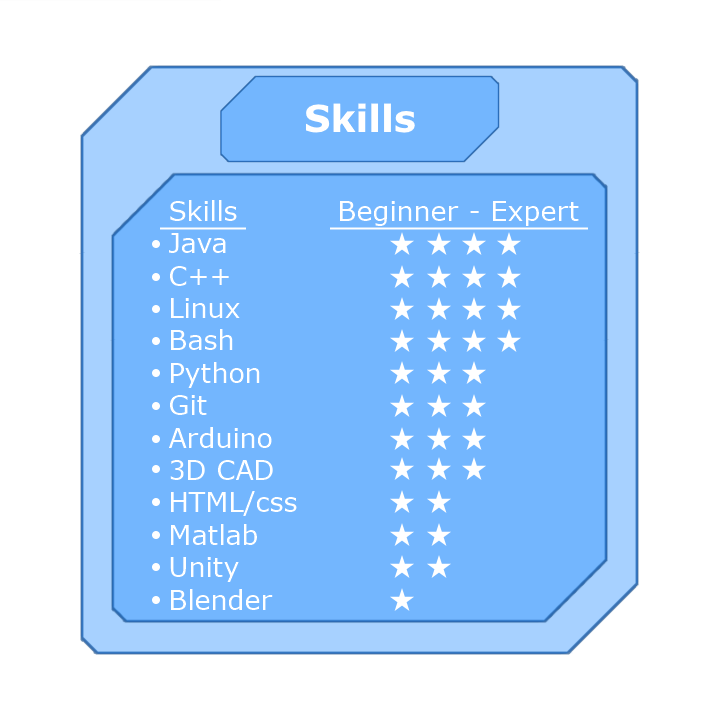 Skills
Skills Beginner - Expert
• Java ★ ★ ★ ★
• C++ ★ ★ ★ ★
• Linux ★ ★ ★ ★
• Bash ★ ★ ★ ★
• Python ★ ★ ★
• Git ★ ★ ★
• Arduino ★ ★ ★
• 3D CAD ★ ★ ★
• HTML/css ★ ★
• Matlab ★ ★
• Unity ★ ★
• Blender ★